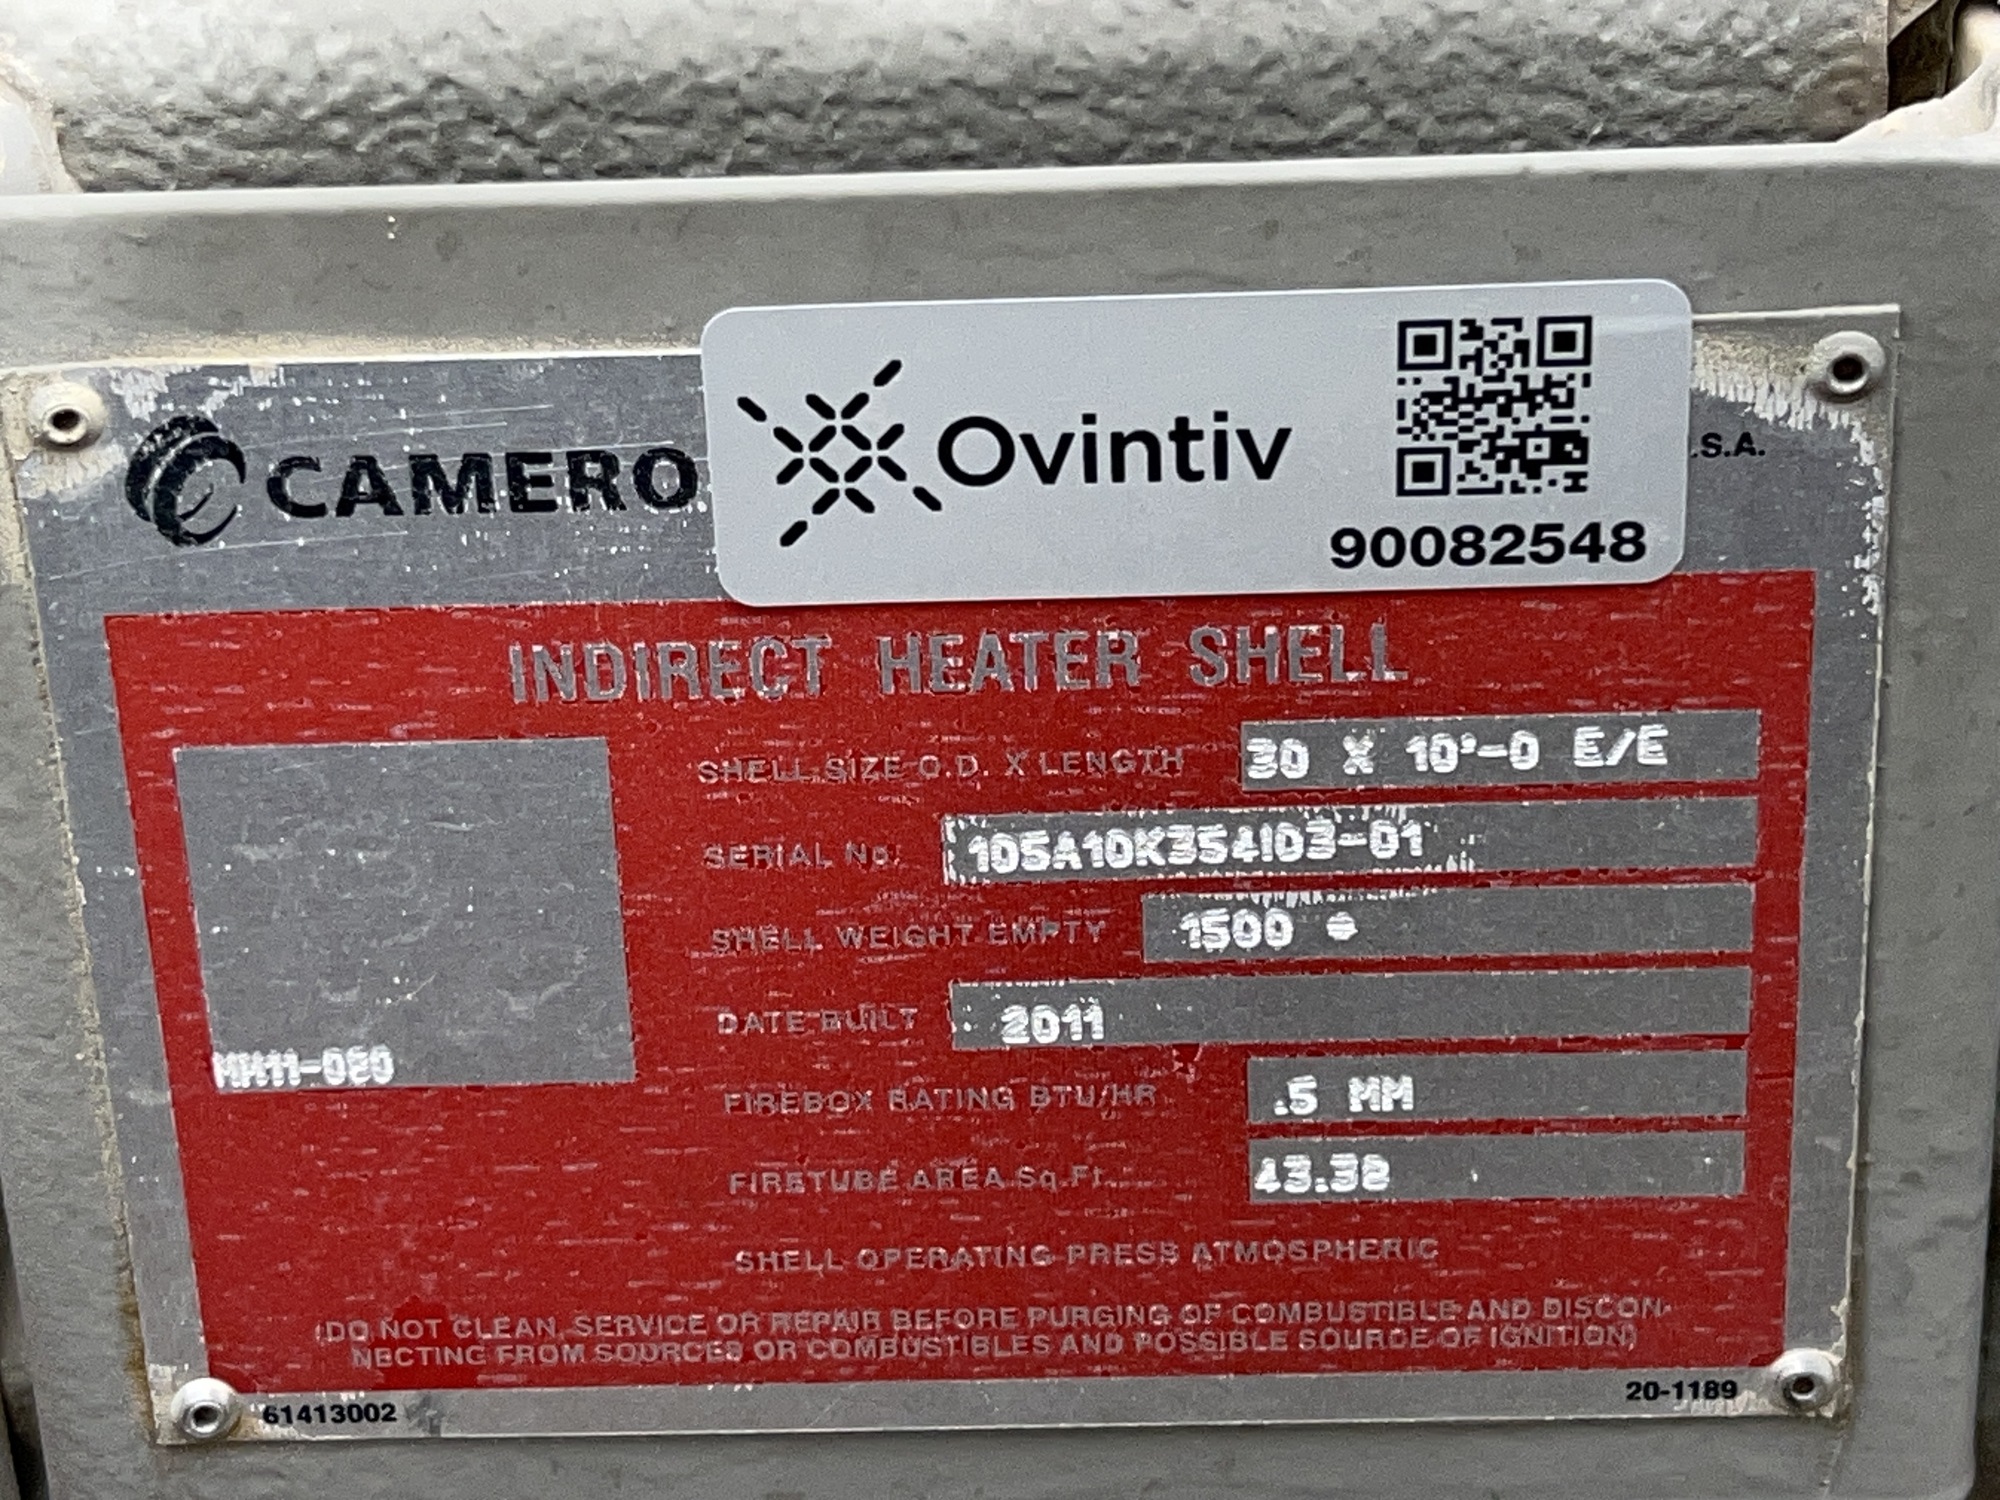 CAMERO
Ovintiv
.S.A.
90082548
INDIRECT HEATER SHELL
SHELL SIZE O.D. X LENGTH 30 X 10'-0 E/E
SERIAL No. 105A10K354I03-01
SHELL WEIGHT EMPTY 1500 #
DATE BUILT 2011
MH11-080
FIREBOX RATING BTU/HR .5 MM
FIRETUBE AREA Sq.Ft. 43.38
SHELL OPERATING PRESS ATMOSPHERIC
(DO NOT CLEAN, SERVICE OR REPAIR BEFORE PURGING OF COMBUSTIBLE AND DISCON-
NECTING FROM SOURCES OR COMBUSTIBLES AND POSSIBLE SOURCE OF IGNITION)
61413002
20-1189